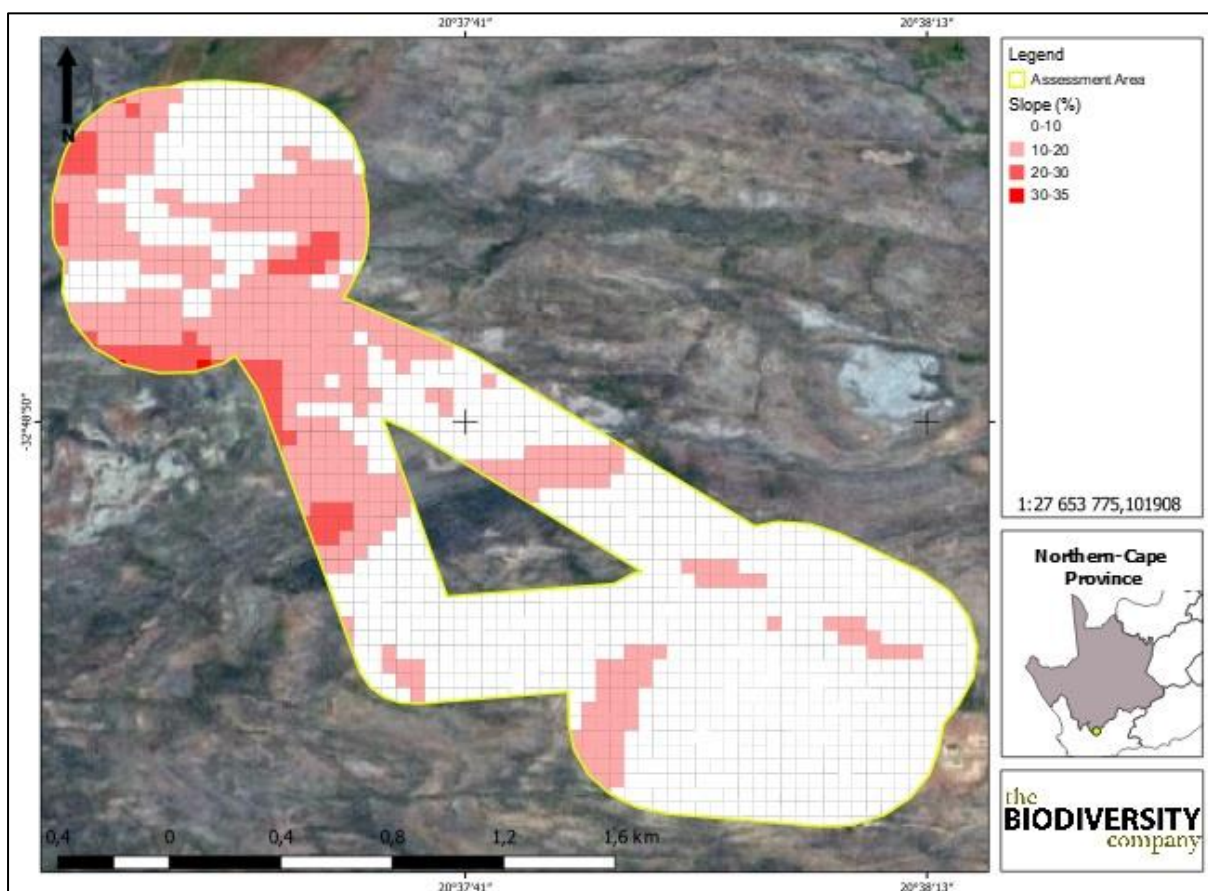 20°37'41"
20°38'13"
N
-32°48'50"
0,4
0
0,4
0,8
1,2
1,6 km
20°37'41"
20°38'13"
Legend
Assessment Area
Slope (%)
0-10
10-20
20-30
30-35
1:27 653 775,101908
Northern-Cape
Province
the
BIODIVERSITY
company